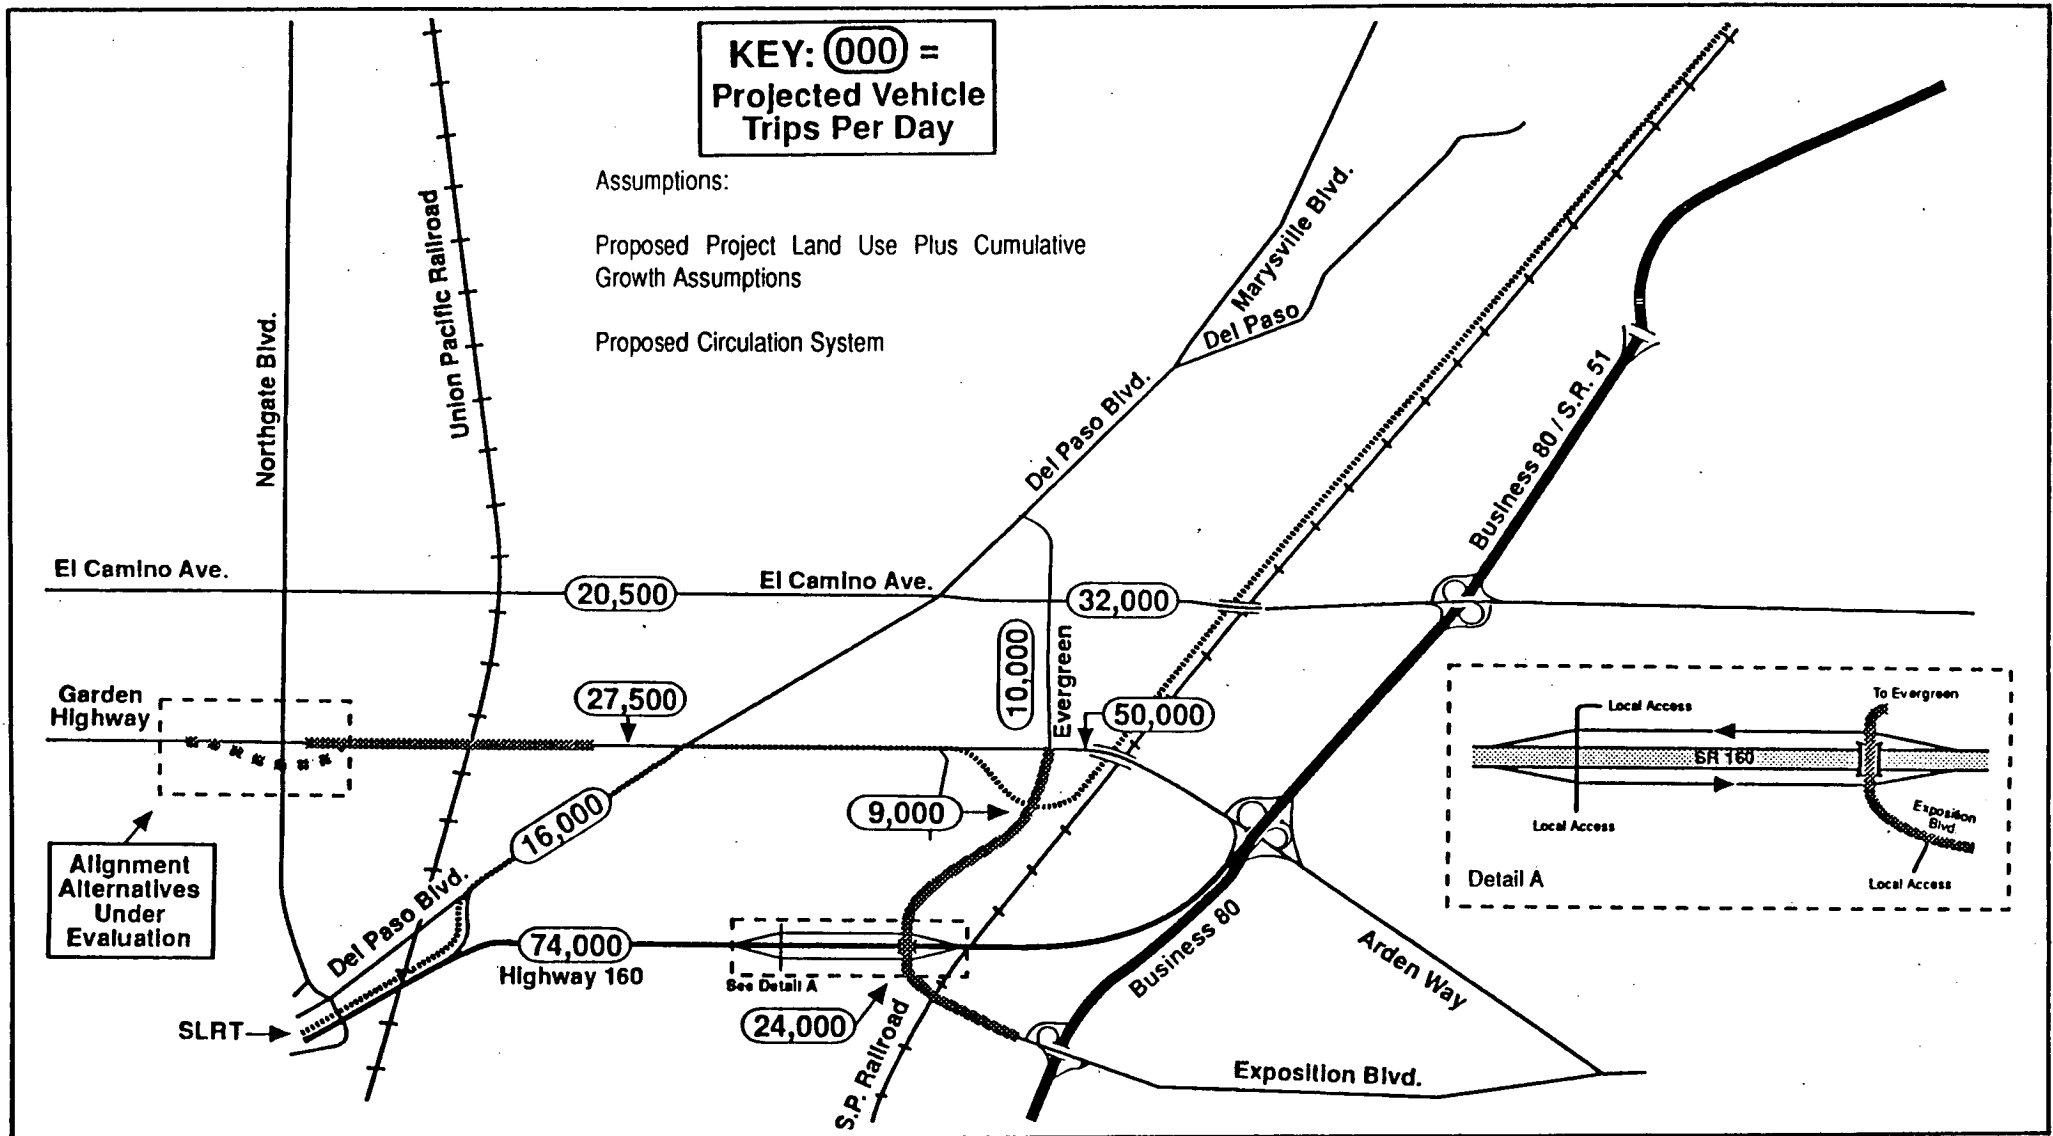 KEY: 000 =
Projected Vehicle
Trips Per Day
Assumptions:
Proposed Project Land Use Plus Cumulative
Growth Assumptions
Proposed Circulation System
Northgate Blvd.
Union Pacific Railroad
Marysville Blvd.
Del Paso
Del Paso Blvd.
Business 80 / S.R. 51
El Camino Ave.
20,500
El Camino Ave.
32,000
10,000
Evergreen
Garden
Highway
27,500
50,000
9,000
16,000
Alignment
Alternatives
Under
Evaluation
Del Paso Blvd.
74,000
Highway 160
See Detail A
SLRT
24,000
S.P. Railroad
Business 80
Arden Way
Exposition Blvd.
To Evergreen
Local Access
SR 160
Exposition
Blvd.
Local Access
Local Access
Detail A